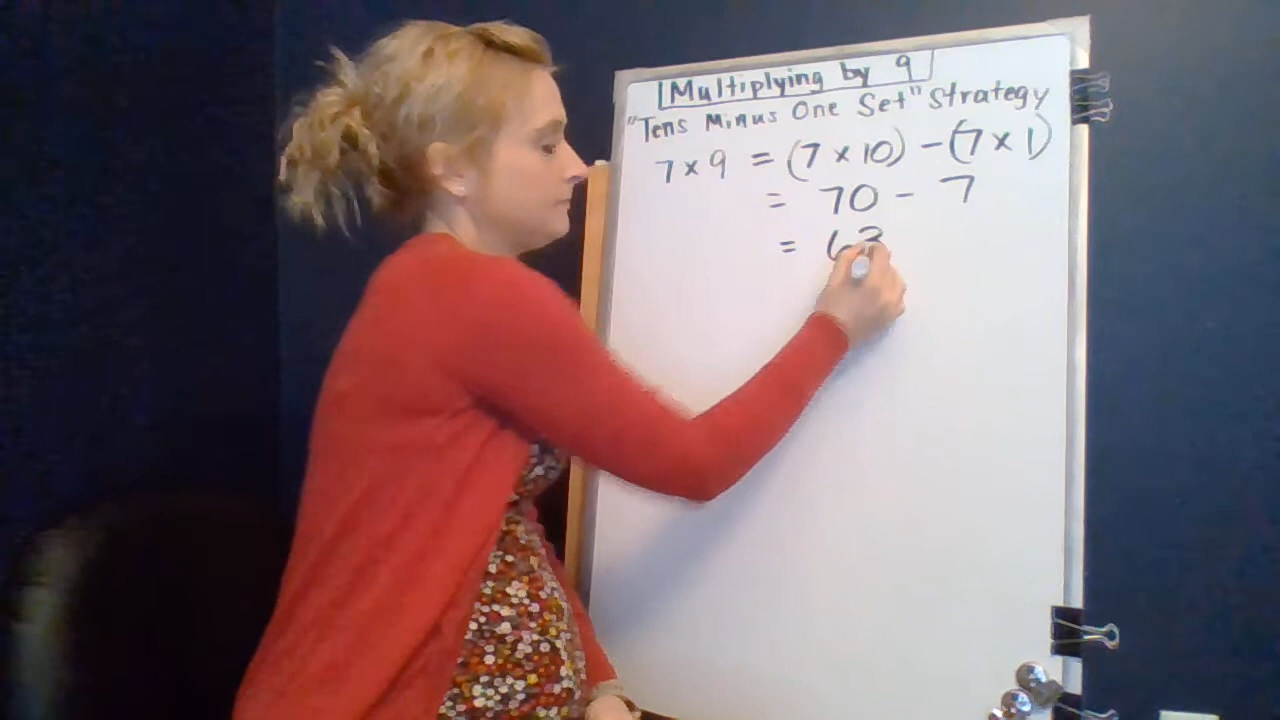 Multiplying by 9
"Tens Minus One Set" Strategy
7 × 9 = (7 × 10) - (7 × 1)
= 70 - 7
= 63